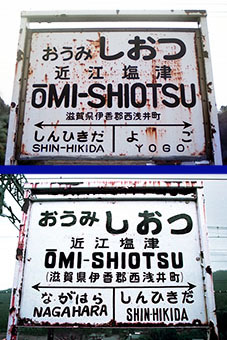 おうみしおつ
近江塩津
ŌMI-SHIOTSU
滋賀県伊香郡西浅井町
しんひきだ よご
SHIN-HIKIDA YOGO
おうみしおつ
近江塩津
ŌMI-SHIOTSU
(滋賀県伊香郡西浅井町)
ながはら しんひきだ
NAGAHARA SHIN-HIKIDA